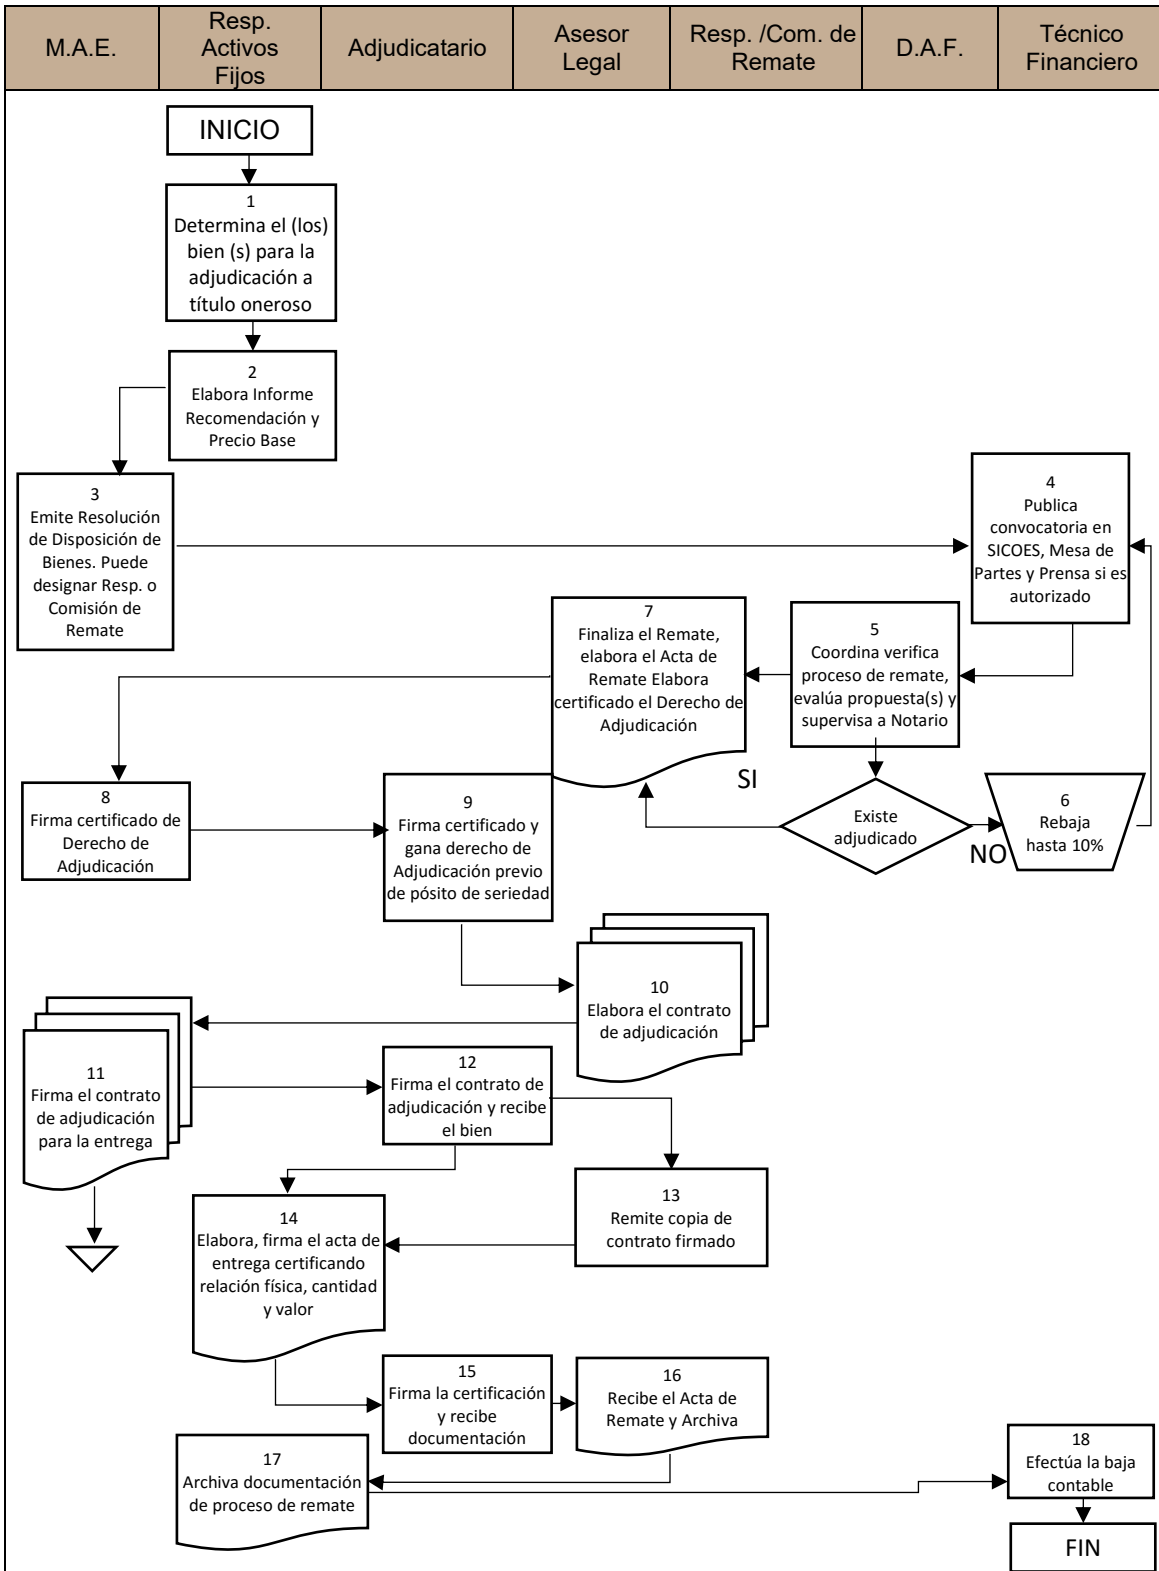 M.A.E.
Resp.
Activos
Fijos
Adjudicatario
Asesor
Legal
Resp. /Com. de
Remate
D.A.F.
Técnico
Financiero
INICIO
1
Determina el (los)
bien (s) para la
adjudicación a
título oneroso
2
Elabora Informe
Recomendación y
Precio Base
3
Emite Resolución
de Disposición de
Bienes. Puede
designar Resp. o
Comisión de
Remate
4
Publica
convocatoria en
SICOES, Mesa de
Partes y Prensa si es
autorizado
5
Coordina verifica
proceso de remate,
evalúa propuesta(s) y
supervisa a Notario
7
Finaliza el Remate,
elabora el Acta de
Remate Elabora
certificado el Derecho de
Adjudicación
SI
Existe
adjudicado
NO
6
Rebaja
hasta 10%
8
Firma certificado de
Derecho de
Adjudicación
9
Firma certificado y
gana derecho de
Adjudicación previo
de pósito de seriedad
10
Elabora el contrato
de adjudicación
11
Firma el contrato
de adjudicación
para la entrega
12
Firma el contrato de
adjudicación y recibe
el bien
13
Remite copia de
contrato firmado
14
Elabora, firma el acta de
entrega certificando
relación física, cantidad
y valor
15
Firma la certificación
y recibe
documentación
16
Recibe el Acta de
Remate y Archiva
17
Archiva documentación
de proceso de remate
18
Efectúa la baja
contable
FIN